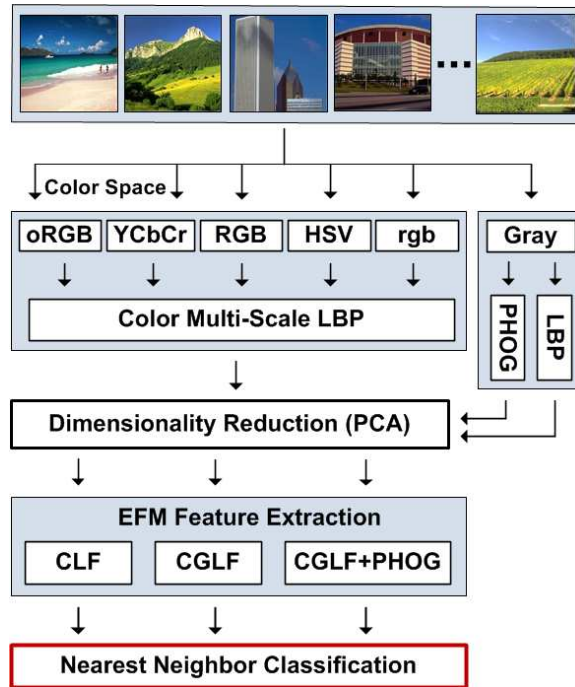 Color Space
oRGB YCbCr RGB HSV rgb Gray
Color Multi-Scale LBP
PHOG LBP
Dimensionality Reduction (PCA)
EFM Feature Extraction
CLF CGLF CGLF+PHOG
Nearest Neighbor Classification